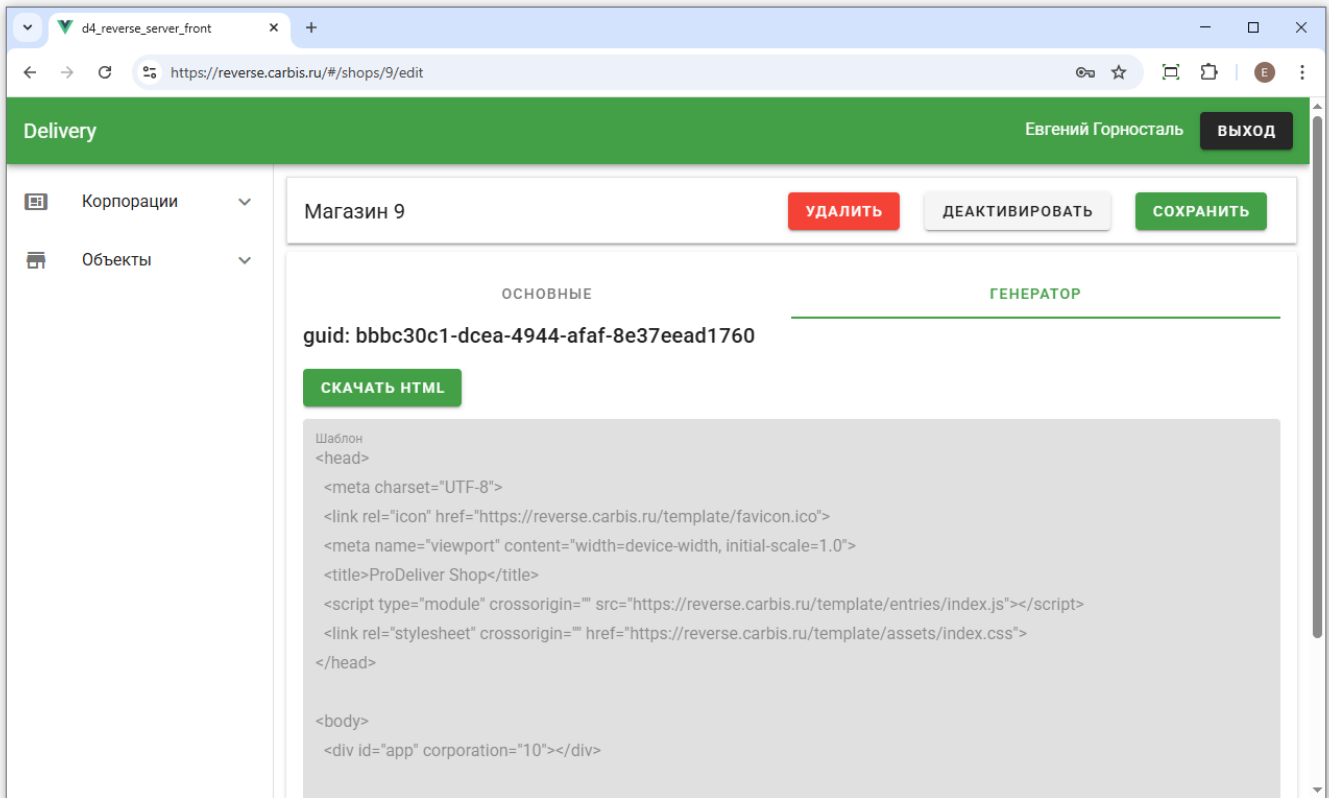 d4_reverse_server_front
https://reverse.carbis.ru/#/shops/9/edit
E
Delivery
Евгений Горносталь
ВЫХОД
Корпорации
Объекты
Магазин 9
УДАЛИТЬ
ДЕАКТИВИРОВАТЬ
СОХРАНИТЬ
ОСНОВНЫЕ
ГЕНЕРАТОР
guid: bbbc30c1-dcea-4944-afaf-8e37eead1760
СКАЧАТЬ HTML
Шаблон
<head>
<meta charset="UTF-8">
<link rel="icon" href="https://reverse.carbis.ru/template/favicon.ico">
<meta name="viewport" content="width=device-width, initial-scale=1.0">
<title>ProDeliver Shop</title>
<script type="module" crossorigin="" src="https://reverse.carbis.ru/template/entries/index.js"></script>
<link rel="stylesheet" crossorigin="" href="https://reverse.carbis.ru/template/assets/index.css">
</head>
<body>
<div id="app" corporation="10"></div>